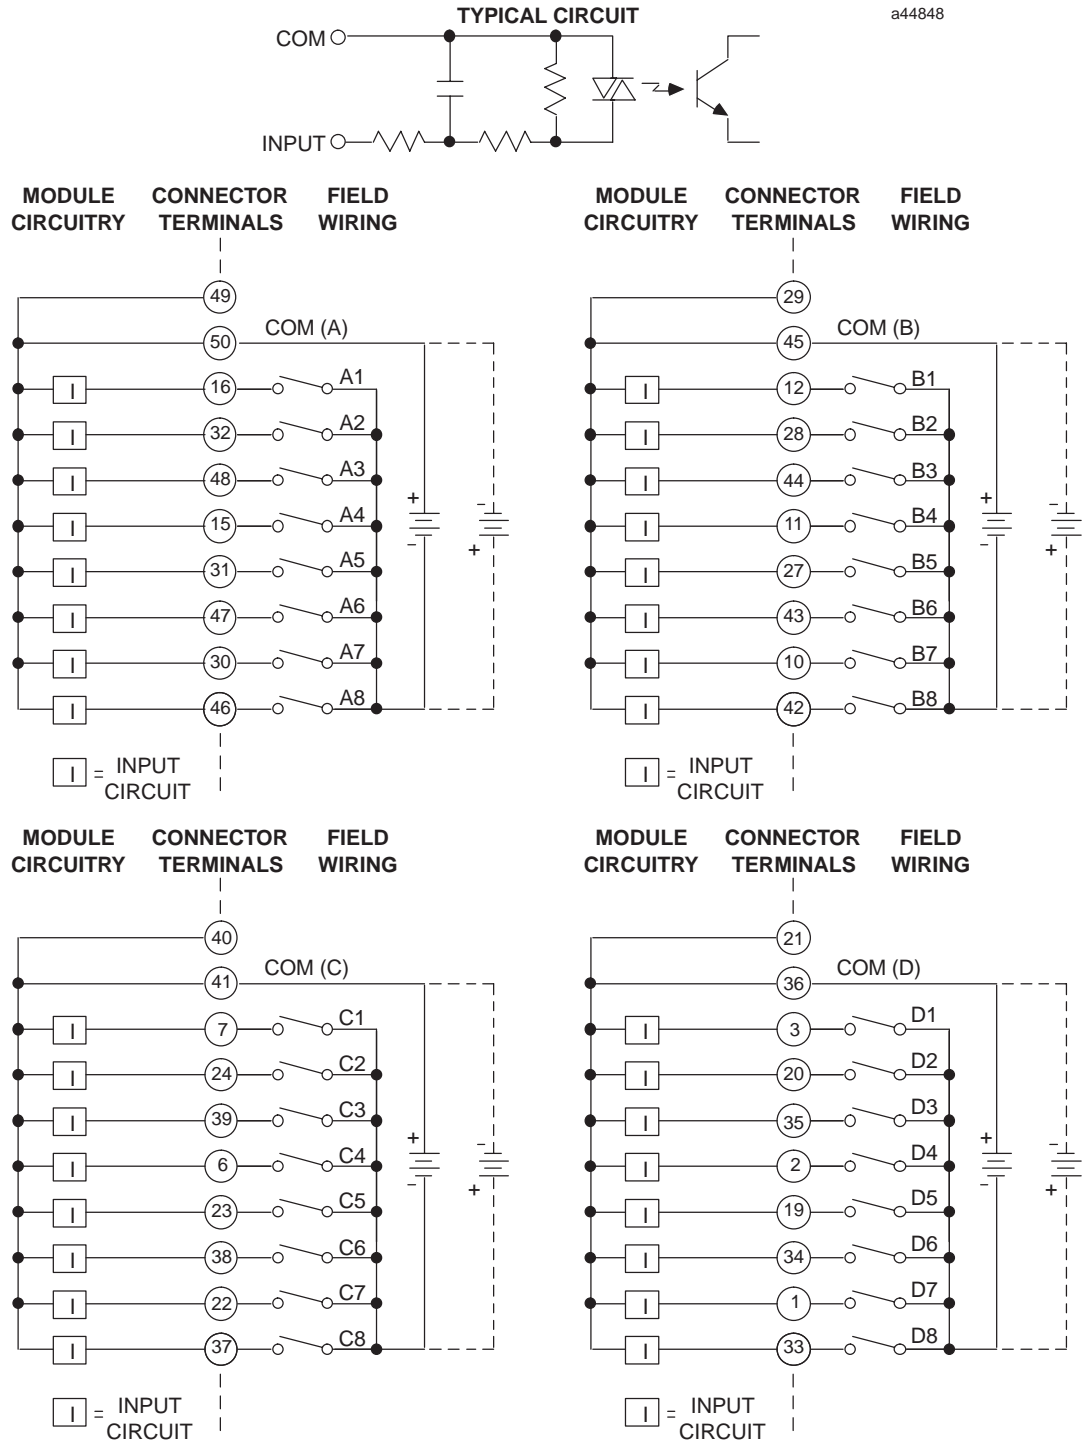 TYPICAL CIRCUIT
a44848
COM
INPUT
MODULE CIRCUITRY
CONNECTOR TERMINALS
FIELD WIRING
49
50 COM (A)
I 16 A1
I 32 A2
I 48 A3
+ -
I 15 A4
- +
I 31 A5
I 47 A6
I 30 A7
I 46 A8
I = INPUT CIRCUIT
MODULE CIRCUITRY
CONNECTOR TERMINALS
FIELD WIRING
29
45 COM (B)
I 12 B1
I 28 B2
I 44 B3
+ -
I 11 B4
- +
I 27 B5
I 43 B6
I 10 B7
I 42 B8
I = INPUT CIRCUIT
MODULE CIRCUITRY
CONNECTOR TERMINALS
FIELD WIRING
40
41 COM (C)
I 7 C1
I 24 C2
I 39 C3
+ -
I 6 C4
- +
I 23 C5
I 38 C6
I 22 C7
I 37 C8
I = INPUT CIRCUIT
MODULE CIRCUITRY
CONNECTOR TERMINALS
FIELD WIRING
21
36 COM (D)
I 3 D1
I 20 D2
I 35 D3
+ -
I 2 D4
- +
I 19 D5
I 34 D6
I 1 D7
I 33 D8
I = INPUT CIRCUIT